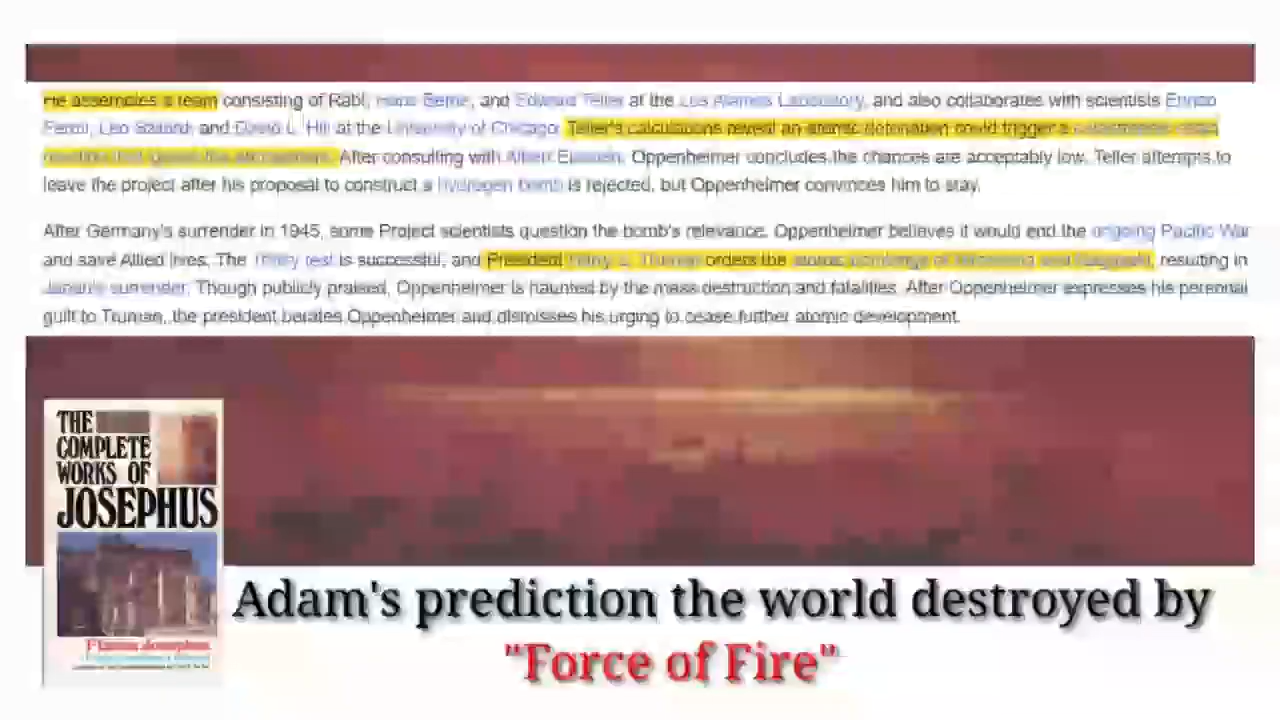 He assembles a team consisting of Rabi, Hans Bethe, and Edward Teller at the Los Alamos Laboratory, and also collaborates with scientists Enrico
Fermi, Leo Szilard, and David L. Hill at the University of Chicago. Teller's calculations reveal an atomic detonation could trigger a
After consulting with Albert Einstein, Oppenheimer concludes the chances are acceptably low. Teller attempts to
leave the project after his proposal to construct a hydrogen bomb is rejected, but Oppenheimer convinces him to stay.
After Germany's surrender in 1945, some Project scientists question the bomb's relevance. Oppenheimer believes it would end the ongoing Pacific War
and save Allied lives. The Trinity test is successful, and President Harry S. Truman orders the atomic bombings of Hiroshima and Nagasaki, resulting in
Japan's surrender. Though publicly praised, Oppenheimer is haunted by the mass destruction and fatalities. After Oppenheimer expresses his personal
guilt to Truman, the president berates Oppenheimer and dismisses his urging to cease further atomic development.
THE
COMPLETE
WORKS OF
JOSEPHUS
Flavius Josephus
Adam's prediction the world destroyed by
"Force of Fire"